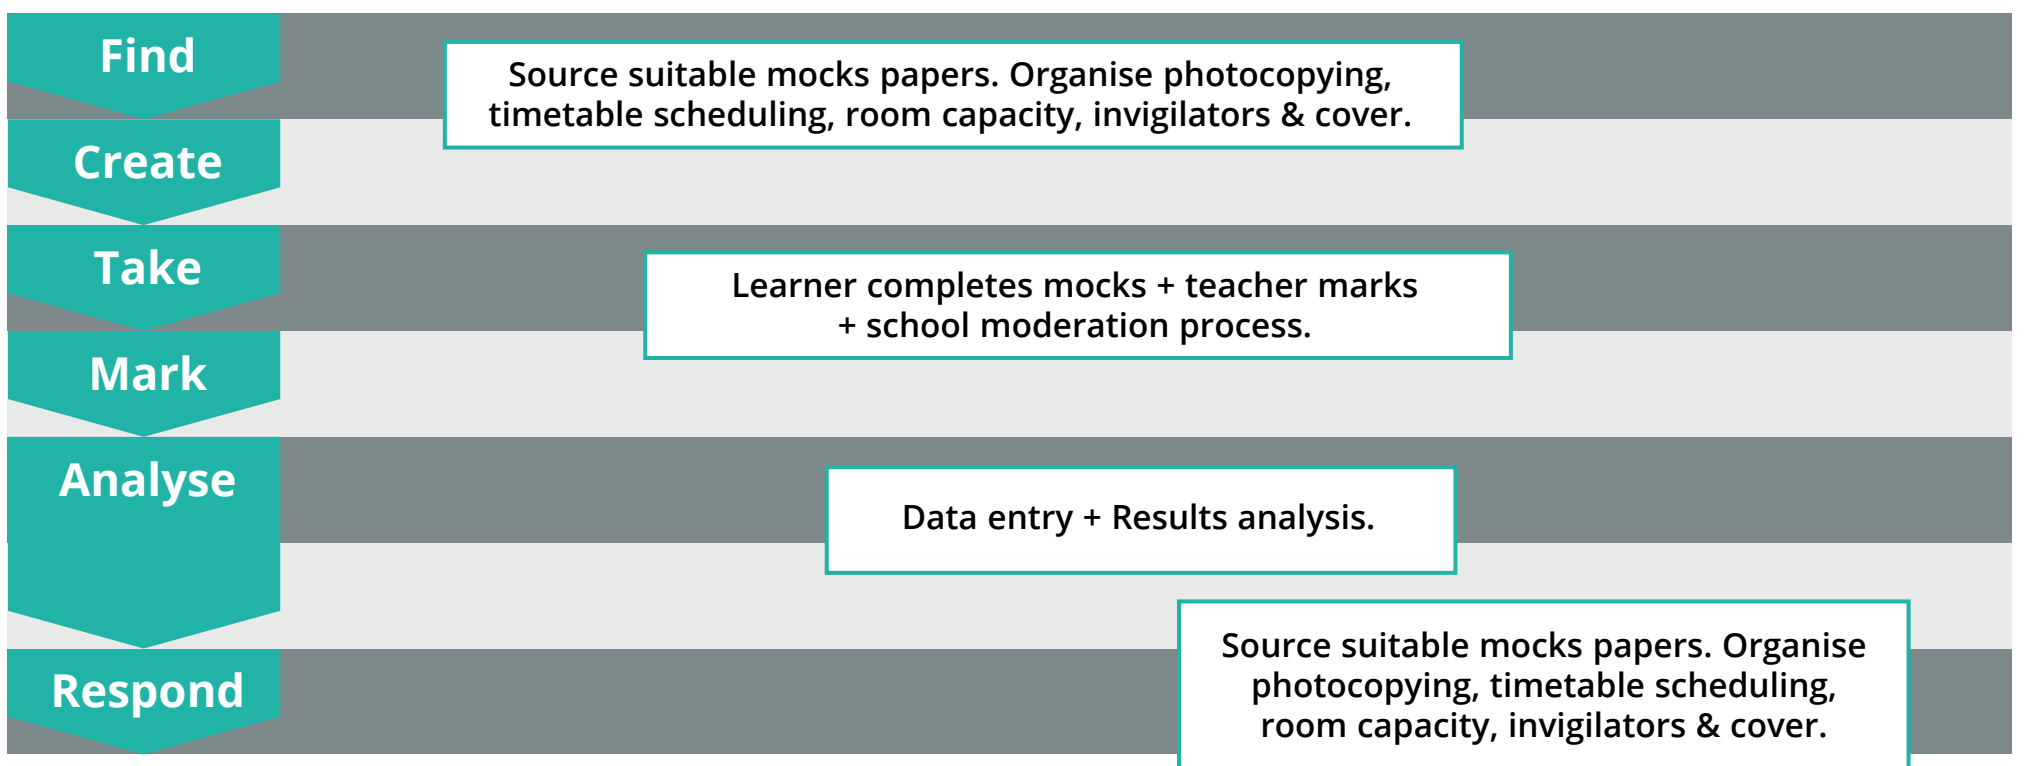 Find
Source suitable mocks papers. Organise photocopying,
timetable scheduling, room capacity, invigilators & cover.
Create
Take
Learner completes mocks + teacher marks
+ school moderation process.
Mark
Analyse
Data entry + Results analysis.
Source suitable mocks papers. Organise
photocopying, timetable scheduling,
room capacity, invigilators & cover.
Respond